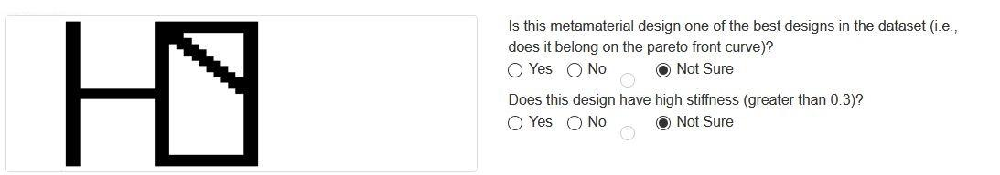 Is this metamaterial design one of the best designs in the dataset (i.e.,
does it belong on the pareto front curve)?
Yes No Not Sure
Does this design have high stiffness (greater than 0.3)?
Yes No Not Sure